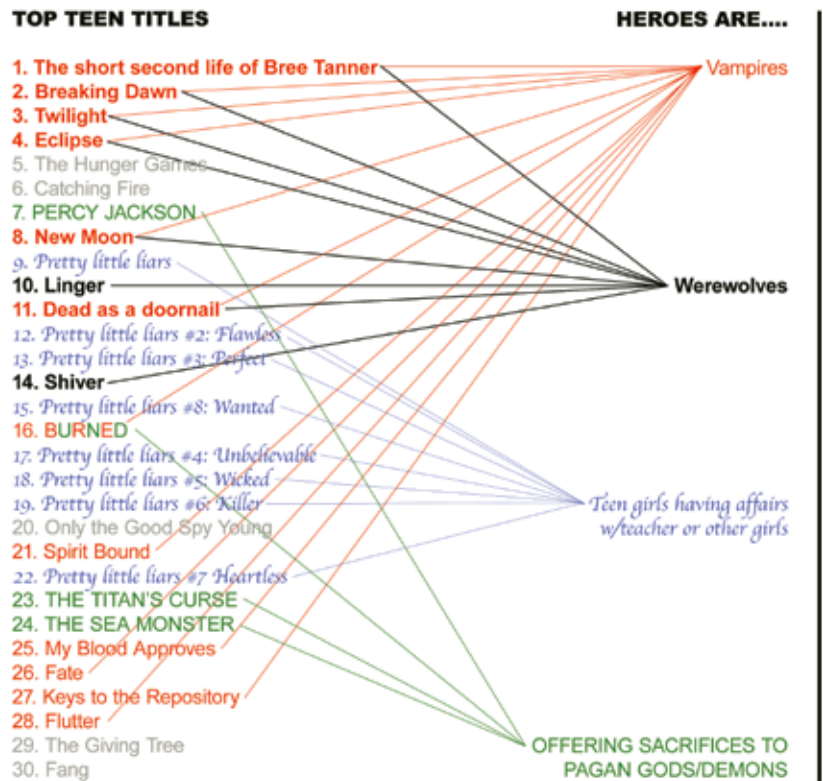 TOP TEEN TITLES
HEROES ARE....
1. The short second life of Bree Tanner
Vampires
2. Breaking Dawn
3. Twilight
4. Eclipse
5. The Hunger Games
6. Catching Fire
7. PERCY JACKSON
8. New Moon
9. Pretty little liars
10. Linger
Werewolves
11. Dead as a doornail
12. Pretty little liars #2: Flawless
13. Pretty little liars #3: Perfect
14. Shiver
15. Pretty little liars #8: Wanted
16. BURNED
17. Pretty little liars #4: Unbelievable
18. Pretty little liars #5: Wicked
19. Pretty little liars #6: Killer
Teen girls having affairs
w/teacher or other girls
20. Only the Good Spy Young
21. Spirit Bound
22. Pretty little liars #7 Heartless
23. THE TITAN'S CURSE
24. THE SEA MONSTER
25. My Blood Approves
26. Fate
27. Keys to the Repository
28. Flutter
29. The Giving Tree
30. Fang
OFFERING SACRIFICES TO
PAGAN GODS/DEMONS